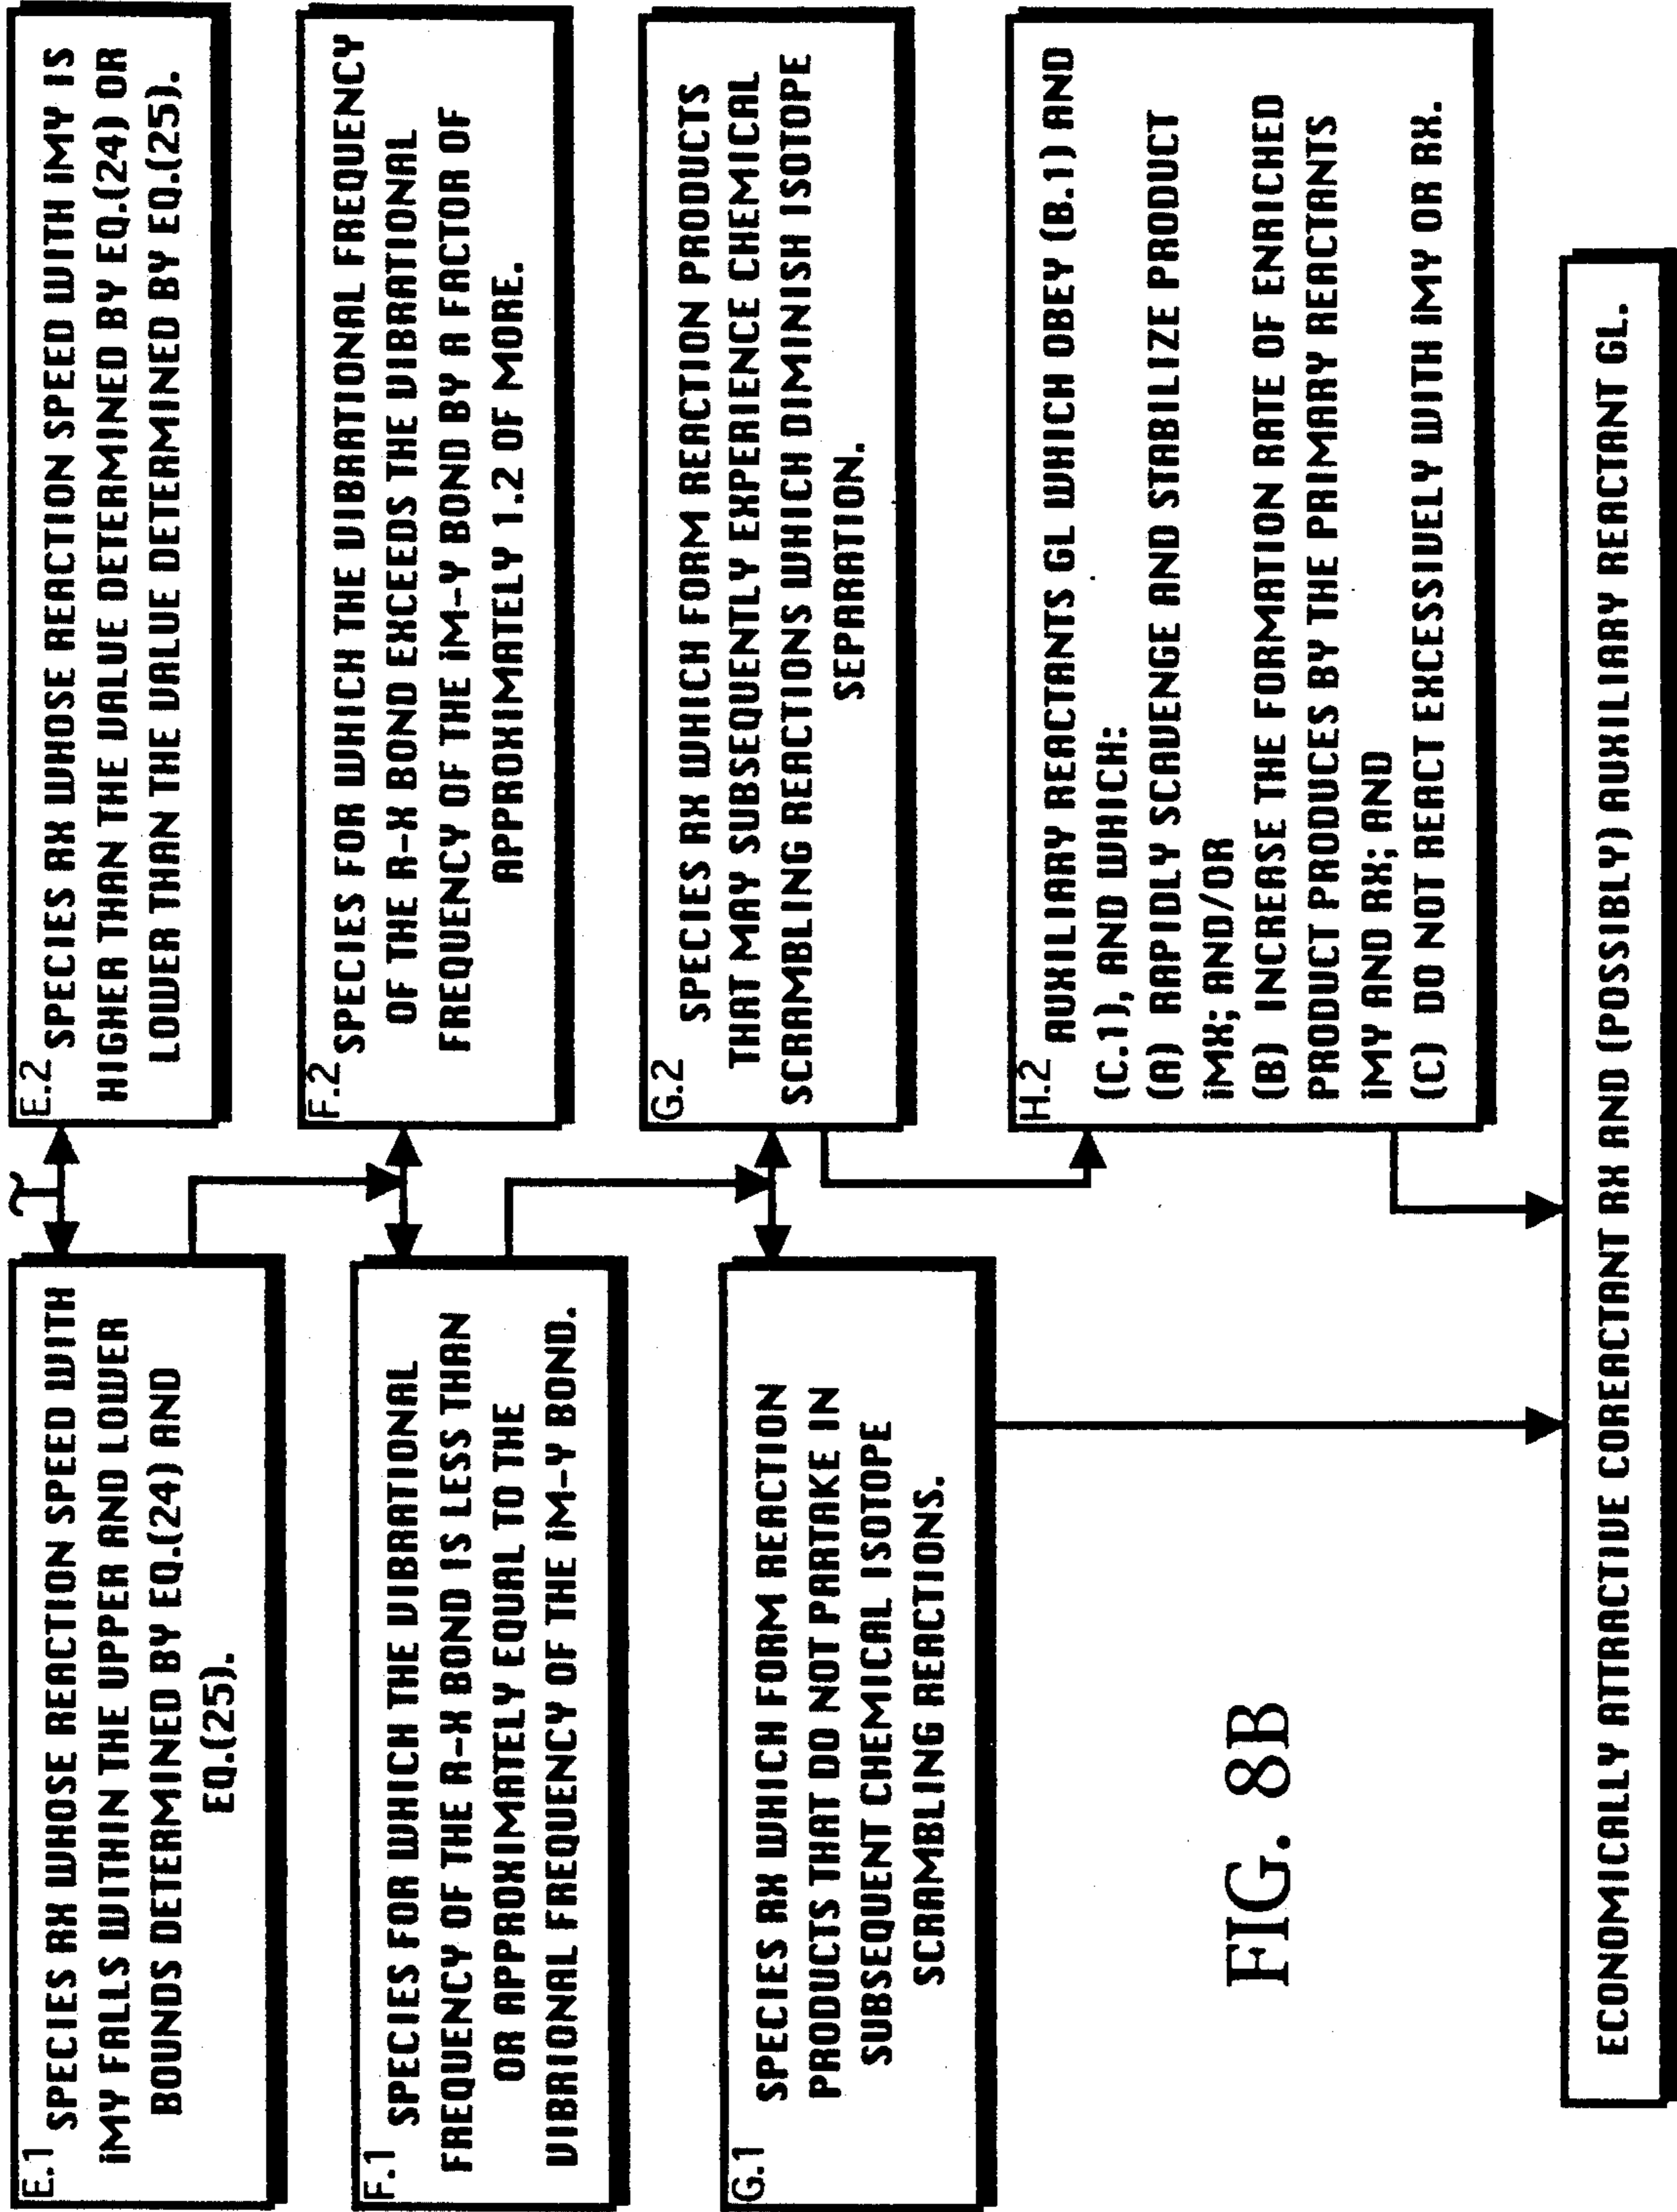 E.1
SPECIES RX WHOSE REACTION SPEED WITH
iMY FALLS WITHIN THE UPPER AND LOWER
BOUNDS DETERMINED BY EQ.(24) AND
EQ.(25).
E.2
SPECIES RX WHOSE REACTION SPEED WITH iMY IS
HIGHER THAN THE VALUE DETERMINED BY EQ.(24) OR
LOWER THAN THE VALUE DETERMINED BY EQ.(25).
F.1
SPECIES FOR WHICH THE VIBRATIONAL
FREQUENCY OF THE R-X BOND IS LESS THAN
OR APPROXIMATELY EQUAL TO THE
VIBRIONAL FREQUENCY OF THE iM-Y BOND.
F.2
SPECIES FOR WHICH THE VIBRATIONAL FREQUENCY
OF THE R-X BOND EXCEEDS THE VIBRATIONAL
FREQUENCY OF THE iM-Y BOND BY A FACTOR OF
APPROXIMATELY 1.2 OF MORE.
G.1
SPECIES RX WHICH FORM REACTION
PRODUCTS THAT DO NOT PARTAKE IN
SUBSEQUENT CHEMICAL ISOTOPE
SCRAMBLING REACTIONS.
G.2
SPECIES RX WHICH FORM REACTION PRODUCTS
THAT MAY SUBSEQUENTLY EXPERIENCE CHEMICAL
SCRAMBLING REACTIONS WHICH DIMINISH ISOTOPE
SEPARATION.
H.2
AUXILIARY REACTANTS GL WHICH OBEY (B.1) AND
(C.1), AND WHICH:
(A) RAPIDLY SCAVENGE AND STABILIZE PRODUCT
iMX; AND/OR
(B) INCREASE THE FORMATION RATE OF ENRICHED
PRODUCT PRODUCES BY THE PRIMARY REACTANTS
iMY AND RX; AND
(C) DO NOT REACT EXCESSIVELY WITH iMY OR RX.
ECONOMICALLY ATTRACTIVE COREACTANT RX AND (POSSIBLY) AUXILIARY REACTANT GL.
FIG. 8B